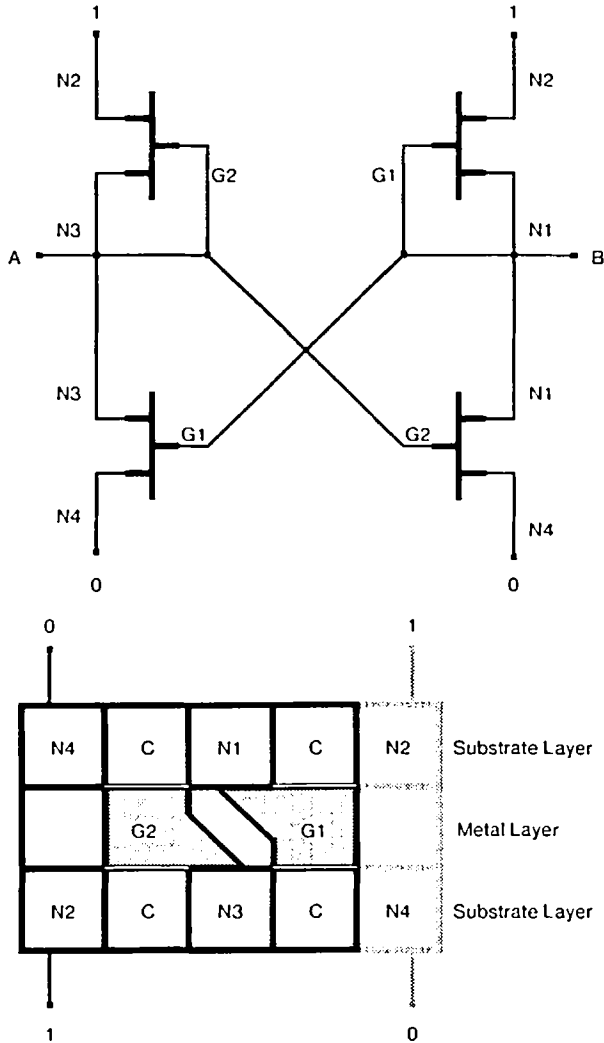 1 1
N2 N2
G2 G1
N3 N1
A B
N3 N1
G1 G2
N4 N4
0 0
0 1
N4 C N1 C N2 Substrate Layer
G2 G1 Metal Layer
N2 C N3 C N4 Substrate Layer
1 0